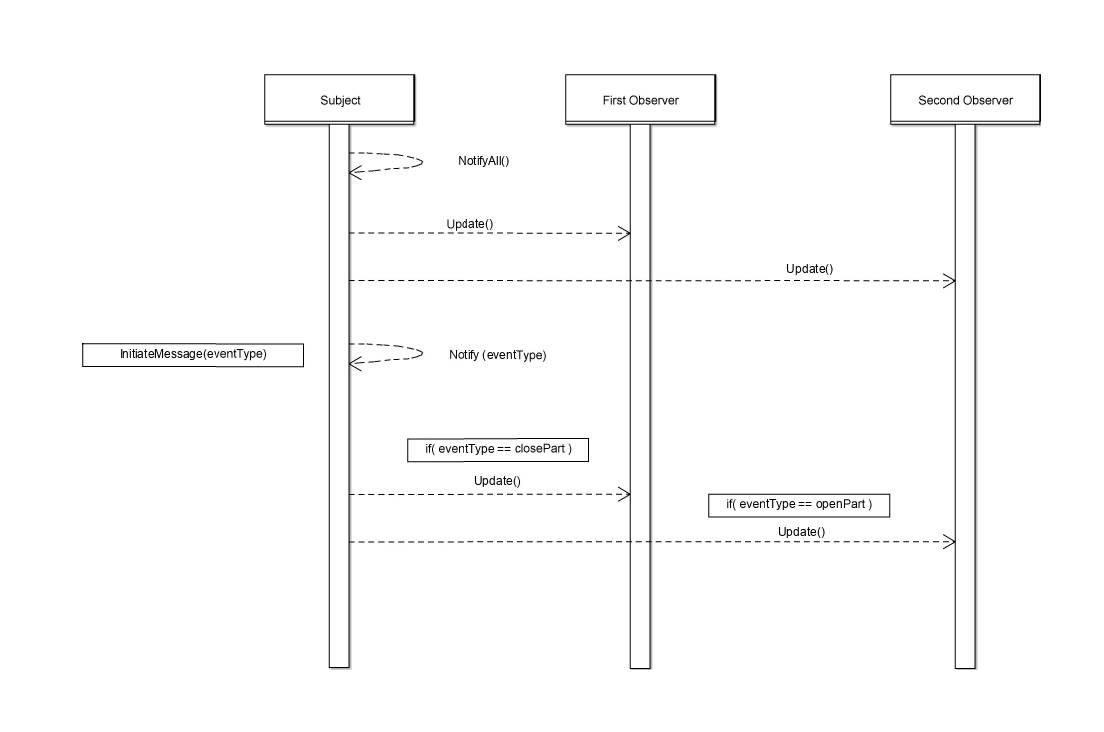 Subject
First Observer
Second Observer
NotifyAll()
Update()
Update()
InitiateMessage(eventType)
Notify (eventType)
if( eventType == closePart )
Update()
if( eventType == openPart )
Update()